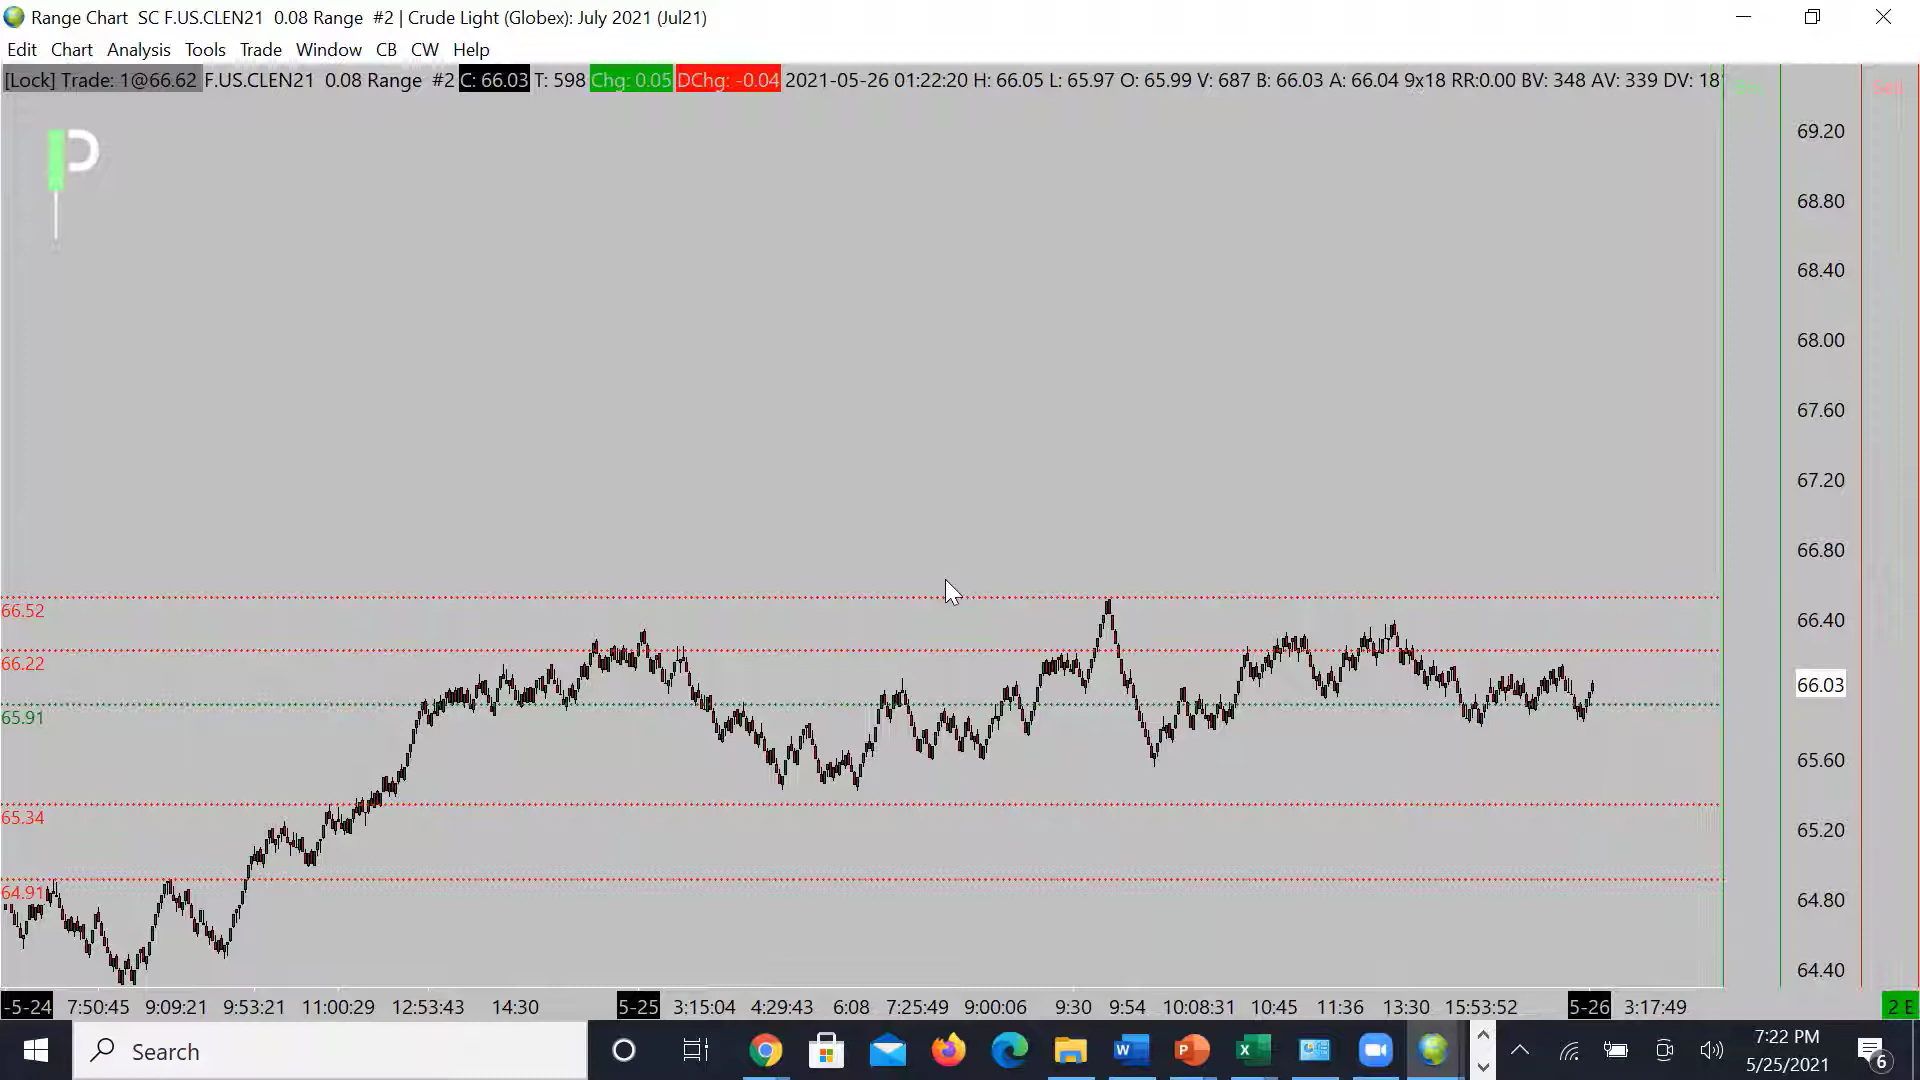 Range Chart SC F.US.CLEN21 0.08 Range #2 | Crude Light (Globex): July 2021 (Jul21)
Edit Chart Analysis Tools Trade Window CB CW Help
[Lock] Trade: 1@66.62 F.US.CLEN21 0.08 Range #2 C: 66.03 T: 598 Chg: 0.05 DChg: -0.04 2021-05-26 01:22:20 H: 66.05 L: 65.97 O: 65.99 V: 687 B: 66.03 A: 66.04 9x18 RR:0.00 BV: 348 AV: 339 DV: 18
Sell
69.20
68.80
68.40
68.00
67.60
67.20
66.80
66.52
66.40
66.22
66.03
65.91
65.60
65.34
65.20
64.91
64.80
64.40
-5-24 7:50:45 9:09:21 9:53:21 11:00:29 12:53:43 14:30 5-25 3:15:04 4:29:43 6:08 7:25:49 9:00:06 9:30 9:54 10:08:31 10:45 11:36 13:30 15:53:52 5-26 3:17:49 2 E
Search
7:22 PM
5/25/2021
6